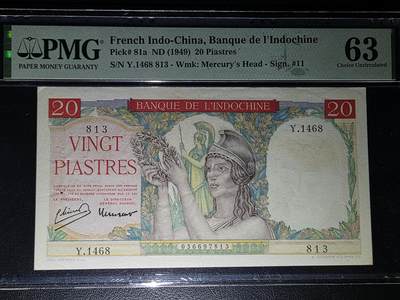 PMG
PAPER MONEY GUARANTY
French Indo-China, Banque de l'Indochine
Pick# 81a ND (1949) 20 Piastres
S/N Y.1468 813 - Wmk: Mercury's Head - Sign. #11
63
Choice Uncirculated
20
BANQUE DE L'INDOCHINE
20
813
Y.1468
VINGT
PIASTRES
LE PRÉSIDENT
LE DIRECTEUR
GÉNÉRAL
Y.1468
036692813
813